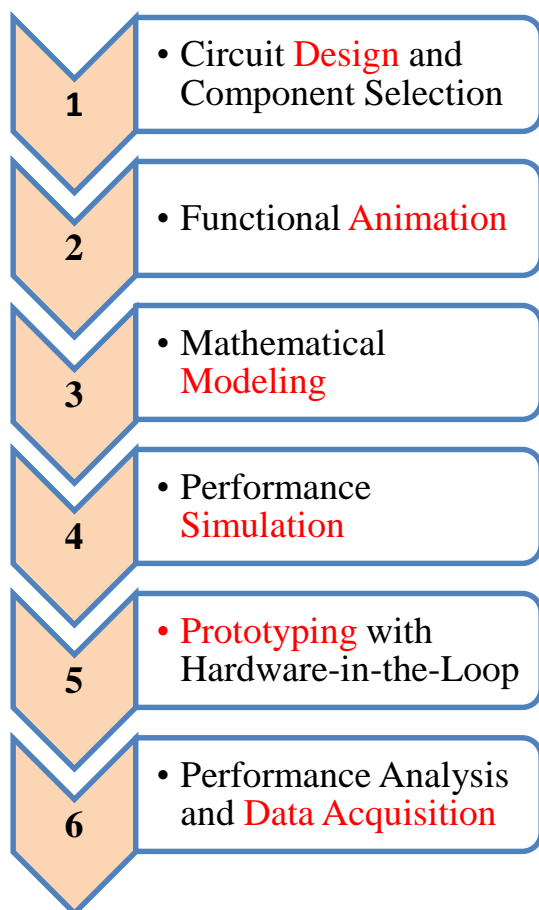 1
• Circuit Design and
Component Selection
2
• Functional Animation
3
• Mathematical
Modeling
4
• Performance
Simulation
5
• Prototyping with
Hardware-in-the-Loop
6
• Performance Analysis
and Data Acquisition